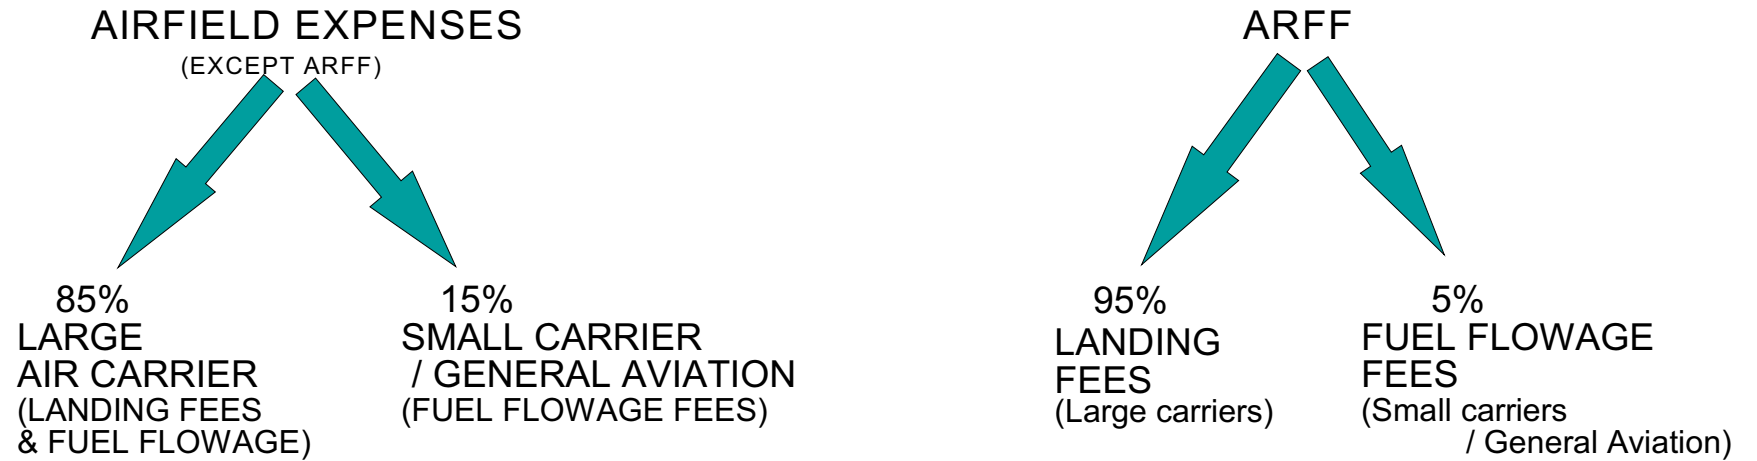 AIRFIELD EXPENSES
(EXCEPT ARFF)
85%
LARGE
AIR CARRIER
(LANDING FEES
& FUEL FLOWAGE)
15%
SMALL CARRIER
/ GENERAL AVIATION
(FUEL FLOWAGE FEES)
ARFF
95%
LANDING
FEES
(Large carriers)
5%
FUEL FLOWAGE
FEES
(Small carriers
/ General Aviation)